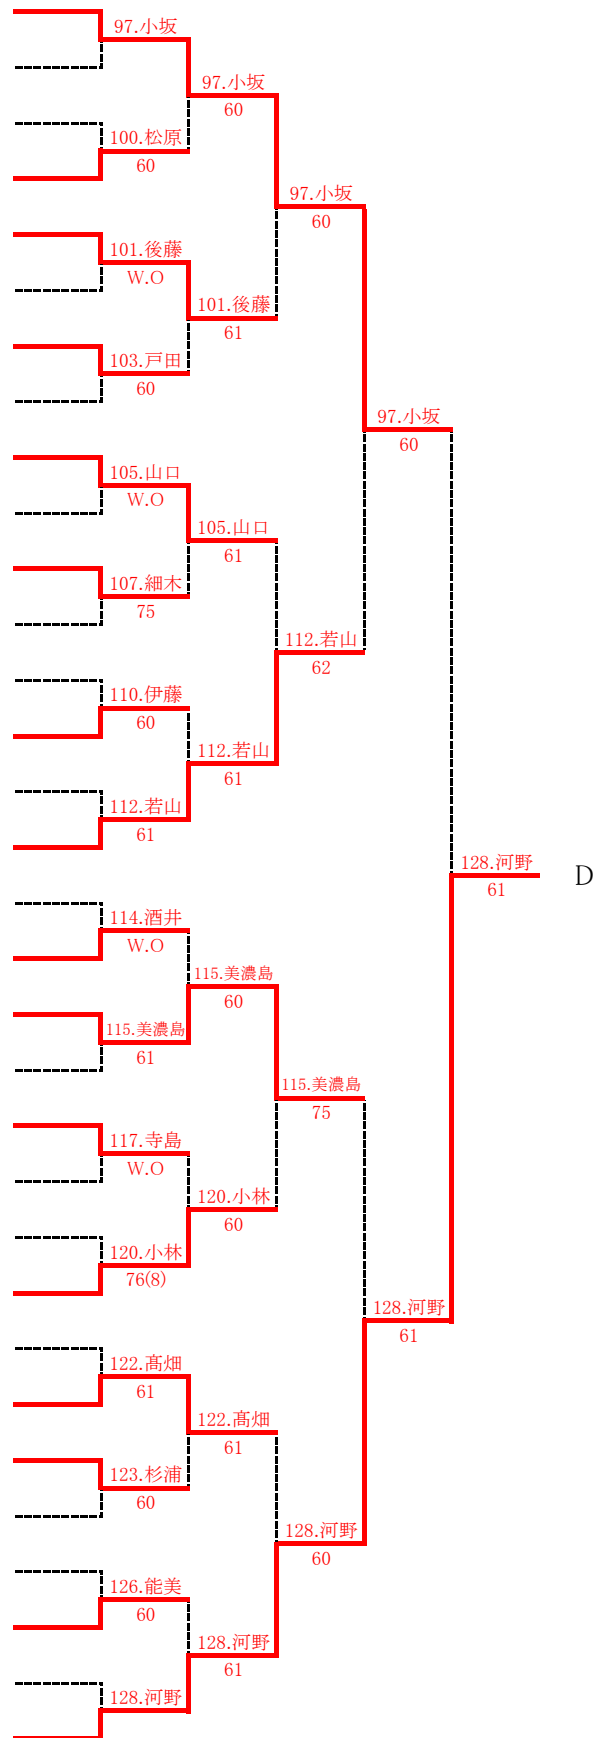 97.小坂
97.小坂
60
100.松原
60
97.小坂
60
101.後藤
W.O
101.後藤
61
103.戸田
60
97.小坂
60
105.山口
W.O
105.山口
61
107.細木
75
112.若山
62
110.伊藤
60
112.若山
61
112.若山
61
128.河野
61
D
114.酒井
W.O
115.美濃島
60
115.美濃島
61
115.美濃島
75
117.寺島
W.O
120.小林
60
120.小林
76(8)
128.河野
61
122.髙畑
61
122.髙畑
61
123.杉浦
60
128.河野
60
126.能美
60
128.河野
61
128.河野